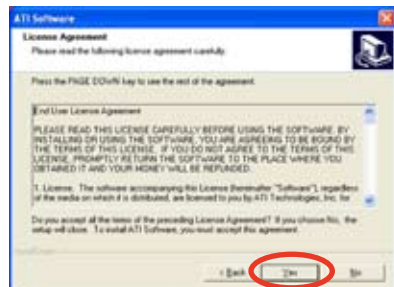 ATI Software
License Agreement
Please read the following license agreement carefully.
Press the PAGE DOWN key to see the rest of the agreement.
End User License Agreement
PLEASE READ THIS LICENSE CAREFULLY BEFORE USING THE SOFTWARE. BY
INSTALLING OR USING THE SOFTWARE, YOU ARE AGREEING TO BE BOUND BY
THE TERMS OF THIS LICENSE. IF YOU DO NOT AGREE TO THE TERMS OF THIS
LICENSE, PROMPTLY RETURN THE SOFTWARE TO THE PLACE WHERE YOU
OBTAINED IT AND YOUR MONEY WILL BE REFUNDED.
1. License. The software accompanying this License (hereinafter "Software"), regardless
of the media on which it is distributed, are licensed to you by ATI Technologies, Inc. for
Do you accept all the terms of the preceding License Agreement? If you choose No, the
setup will close. To install ATI Software, you must accept this agreement.
< Back
Yes
No